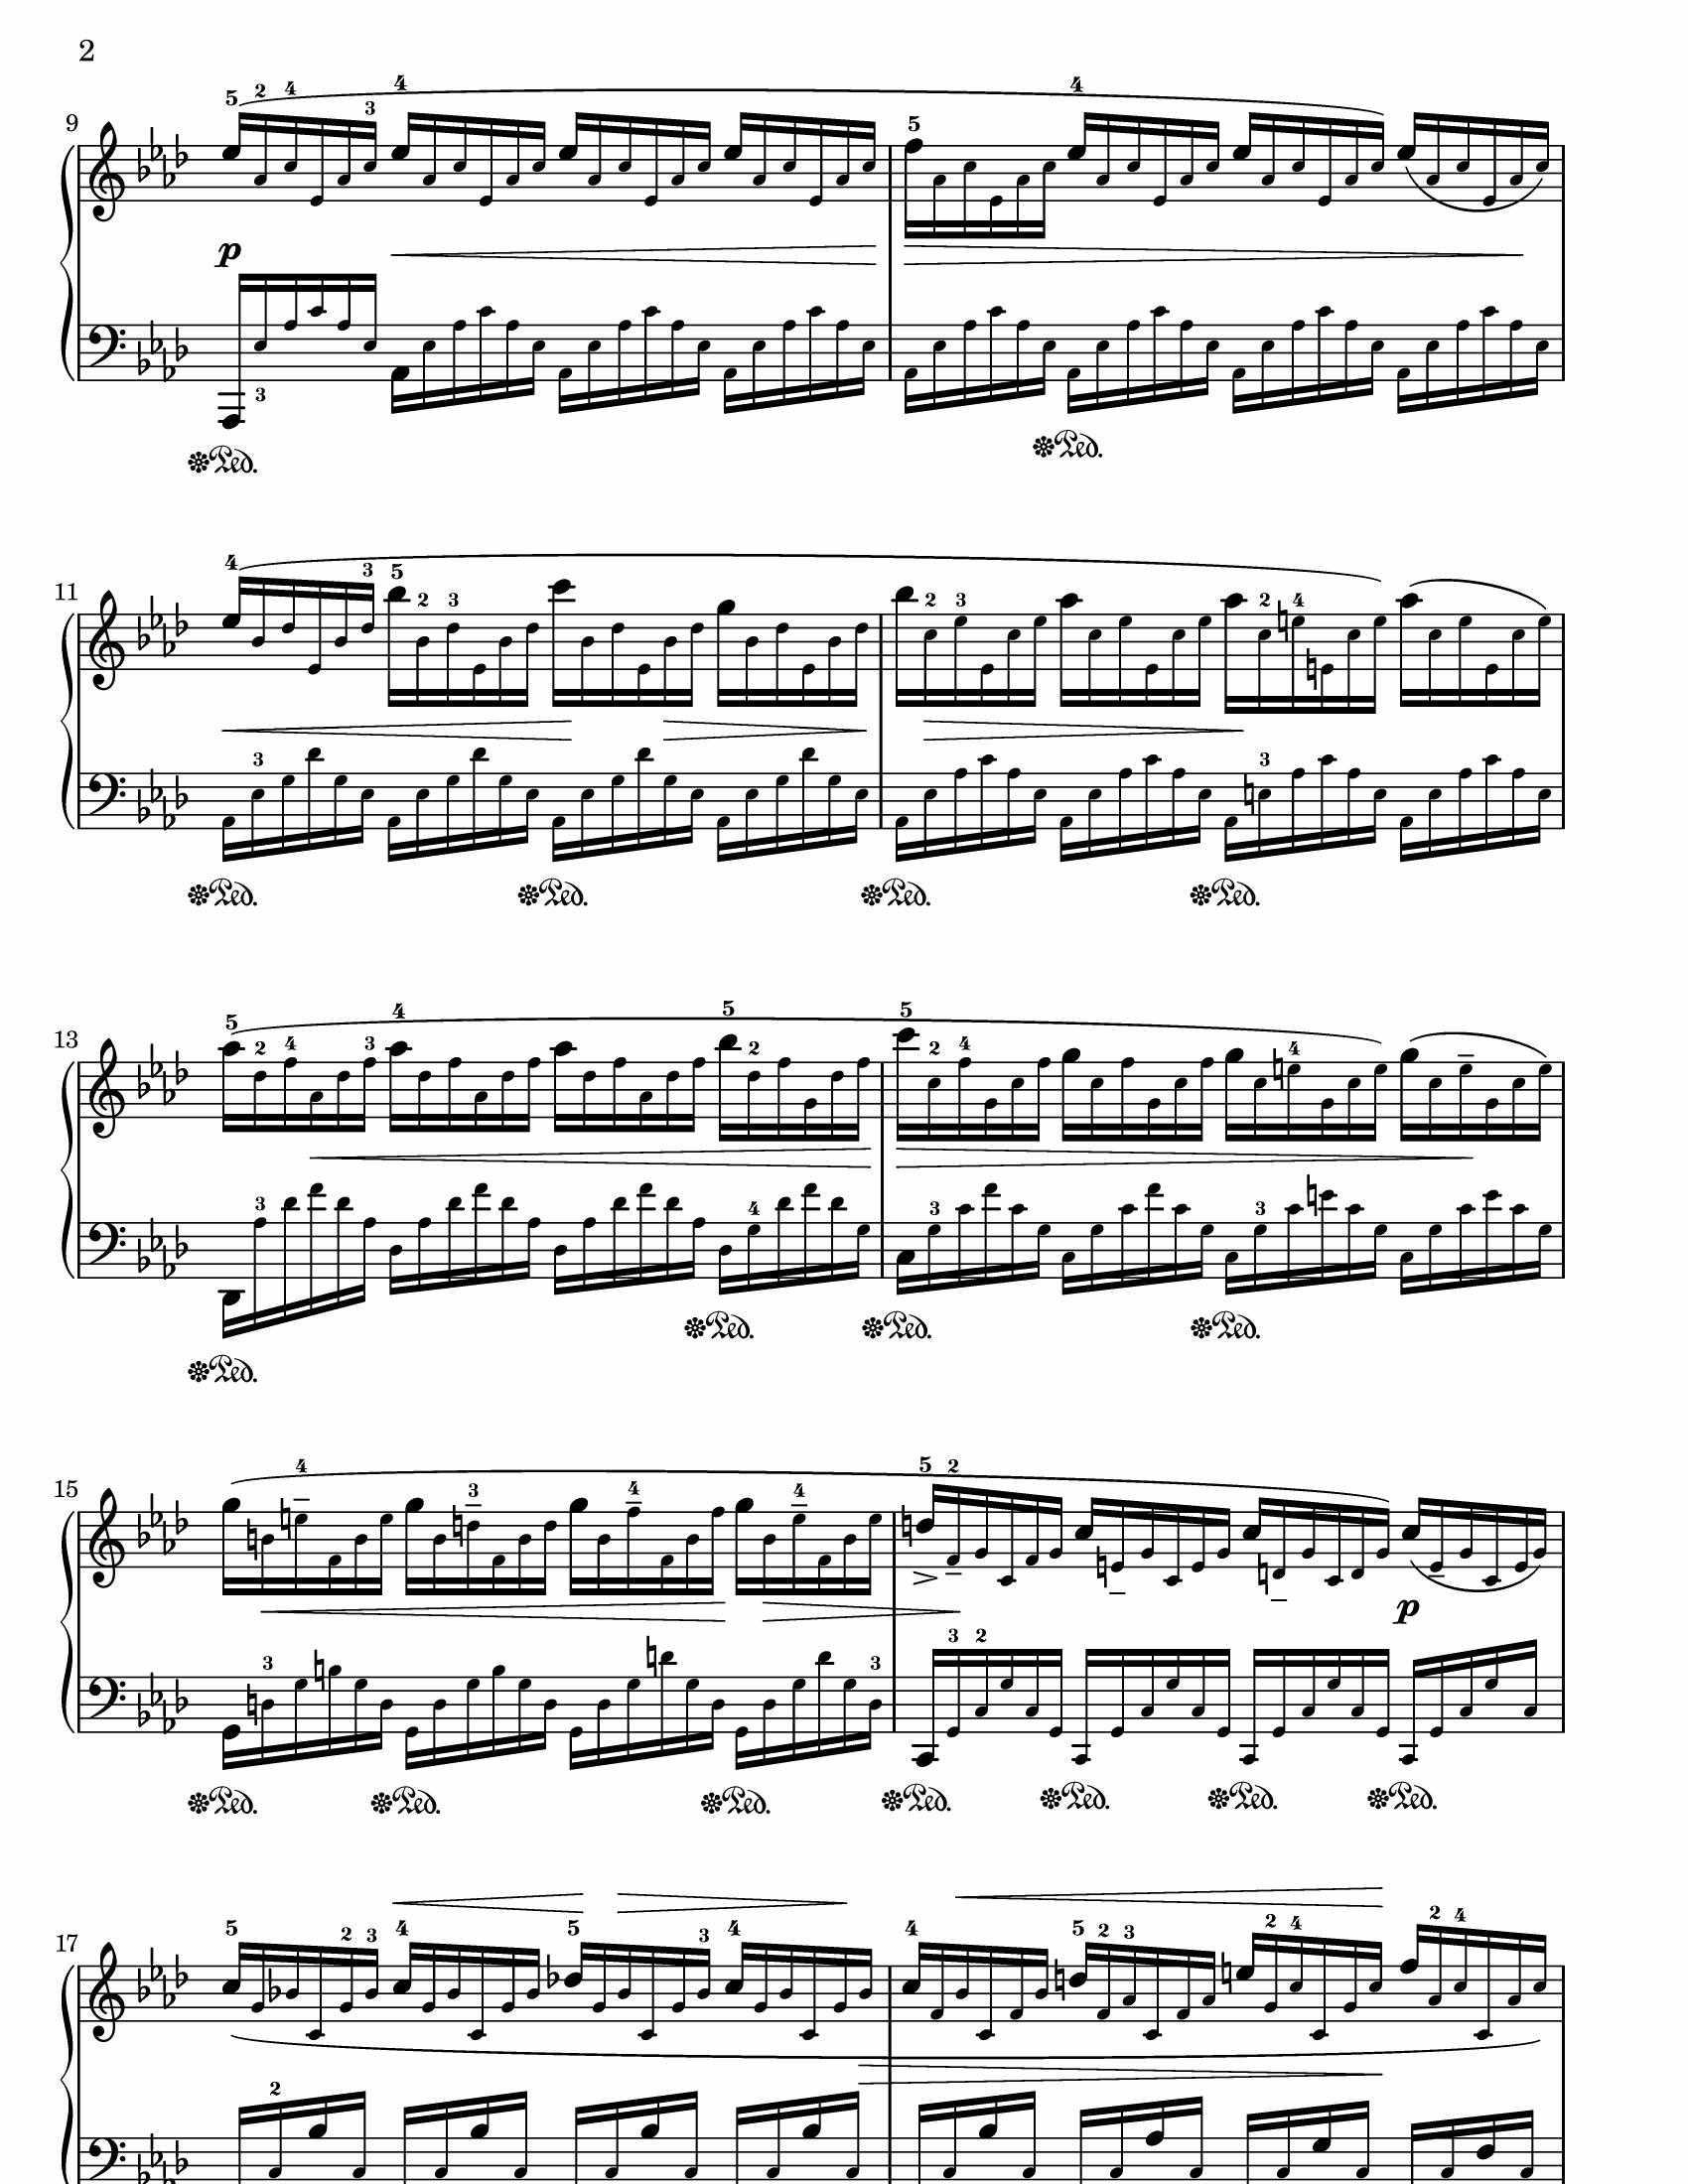 2
5 2 4 3 4 5 4
9
p
3
Ped. Ped.
4 3 5 2 3 2 3 2 4
11
3 3
Ped. Ped. Ped. Ped.
5 2 4 3 4 5 2 5 2 4 4
13
3 4 3 3
Ped. Ped. Ped.
Ped.
4 3 4 4 5 2
15
p
3 3 3 2
Ped. Ped. Ped. Ped. Ped. Ped. Ped.
5 2 3 4 5 3 4 4 5 2 3 2 4 2 4
17
2